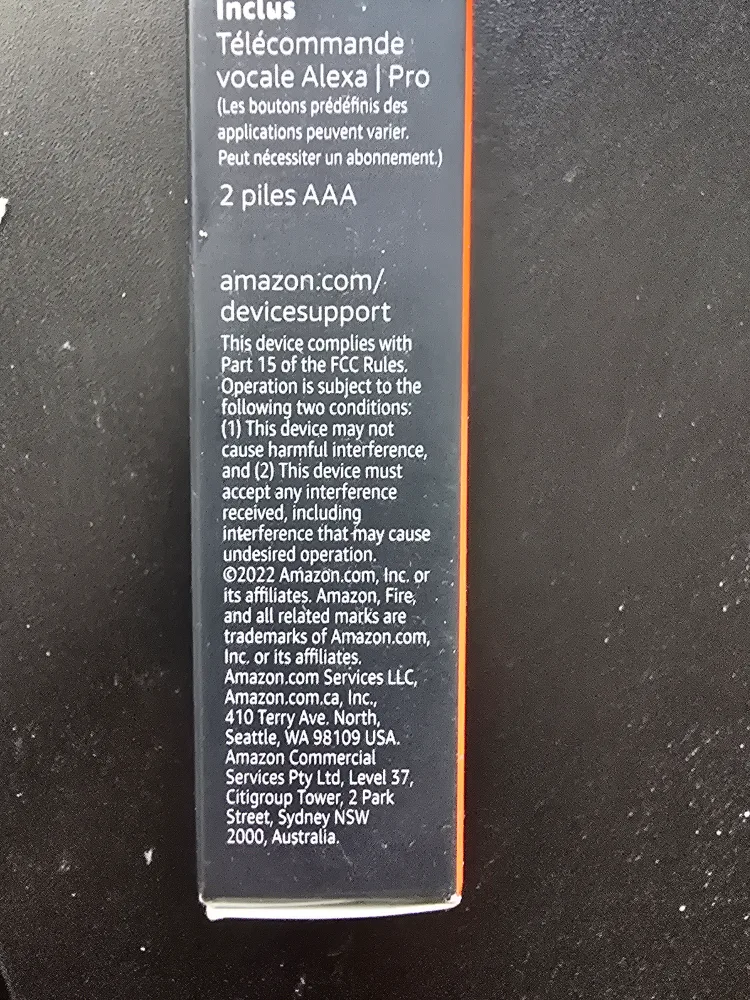 Inclus
Télécommande
vocale Alexa | Pro
(Les boutons prédéfinis des
applications peuvent varier.
Peut nécessiter un abonnement.)
2 piles AAA
amazon.com/
devicesupport
This device complies with
Part 15 of the FCC Rules.
Operation is subject to the
following two conditions:
(1) This device may not
cause harmful interference,
and (2) This device must
accept any interference
received, including
interference that may cause
undesired operation.
©2022 Amazon.com, Inc. or
its affiliates. Amazon, Fire,
and all related marks are
trademarks of Amazon.com,
Inc. or its affiliates.
Amazon.com Services LLC,
Amazon.com.ca, Inc.,
410 Terry Ave. North,
Seattle, WA 98109 USA.
Amazon Commercial
Services Pty Ltd, Level 37,
Citigroup Tower, 2 Park
Street, Sydney NSW
2000, Australia.